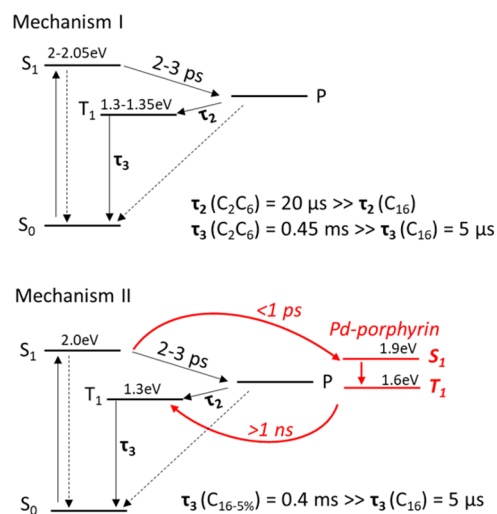 Mechanism I
2-2.05eV
S₁
2-3 ps
P
1.3-1.35eV
T₁
τ₂
τ₃
τ₂ (C₂C₆) = 20 μs >> τ₂ (C₁₆)
S₀
τ₃ (C₂C₆) = 0.45 ms >> τ₃ (C₁₆) = 5 μs
Mechanism II
<1 ps
Pd-porphyrin
2.0eV
S₁
2-3 ps
1.9eV
S₁
P
1.6eV
T₁
1.3eV
T₁
τ₂
>1 ns
τ₃
τ₃ (C₁₆₋₅%) = 0.4 ms >> τ₃ (C₁₆) = 5 μs
S₀